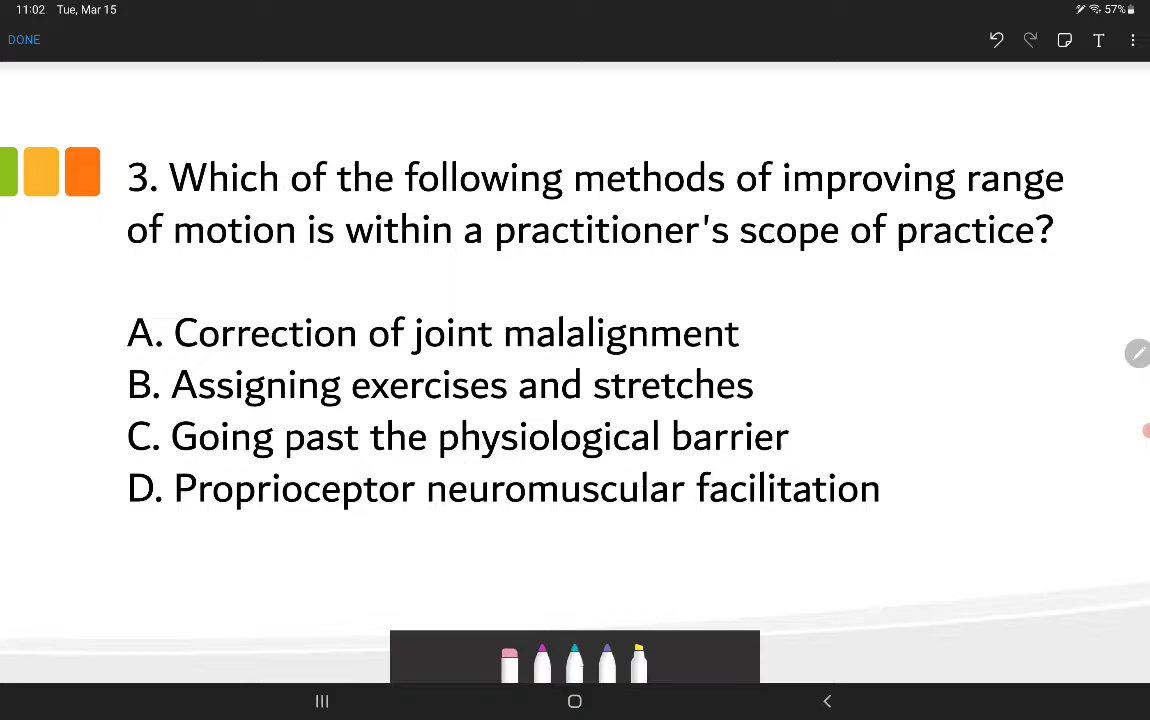 11:02 Tue, Mar 15
57%
DONE
T
3. Which of the following methods of improving range
of motion is within a practitioner's scope of practice?
A. Correction of joint malalignment
B. Assigning exercises and stretches
C. Going past the physiological barrier
D. Proprioceptor neuromuscular facilitation